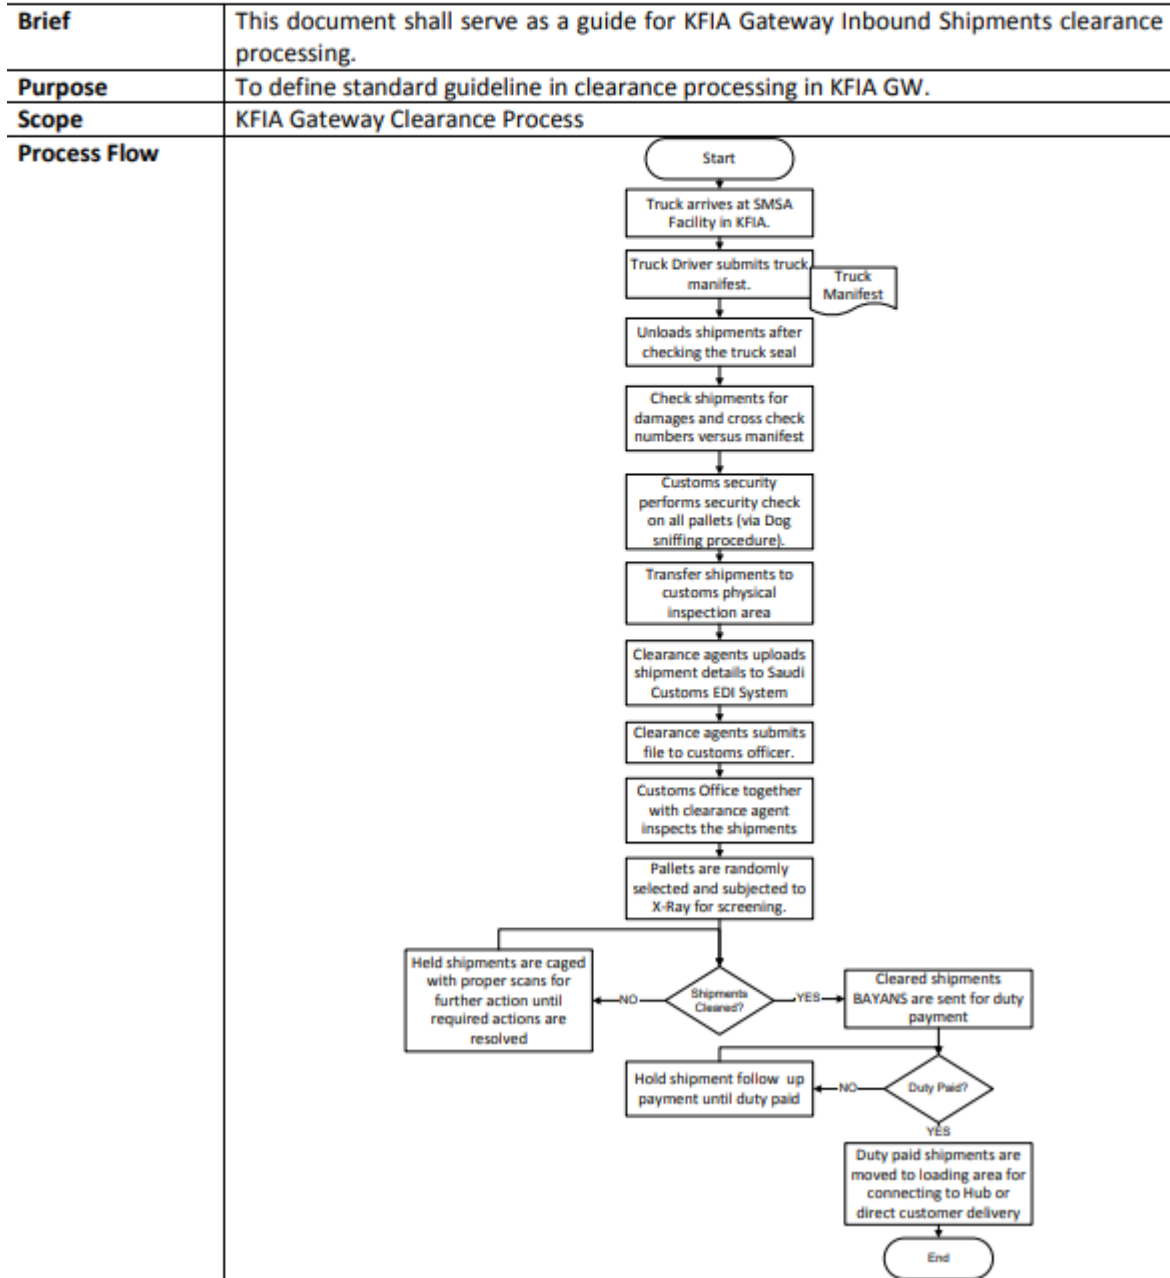 Brief
This document shall serve as a guide for KFIA Gateway Inbound Shipments clearance
processing.
Purpose
To define standard guideline in clearance processing in KFIA GW.
Scope
KFIA Gateway Clearance Process
Process Flow
Start
Truck arrives at SMSA
Facility in KFIA.
Truck Driver submits truck
manifest.
Truck
Manifest
Unloads shipments after
checking the truck seal
Check shipments for
damages and cross check
numbers versus manifest
Customs security
performs security check
on all pallets (via Dog
sniffing procedure).
Transfer shipments to
customs physical
inspection area
Clearance agents uploads
shipment details to Saudi
Customs EDI System
Clearance agents submits
file to customs officer.
Customs Office together
with clearance agent
inspects the shipments
Pallets are randomly
selected and subjected to
X-Ray for screening.
Held shipments are caged
with proper scans for
further action until
required actions are
resolved
NO
Shipments
Cleared?
YES
Cleared shipments
BAYANS are sent for duty
payment
Hold shipment follow up
payment until duty paid
NO
Duty Paid?
YES
Duty paid shipments are
moved to loading area for
connecting to Hub or
direct customer delivery
End